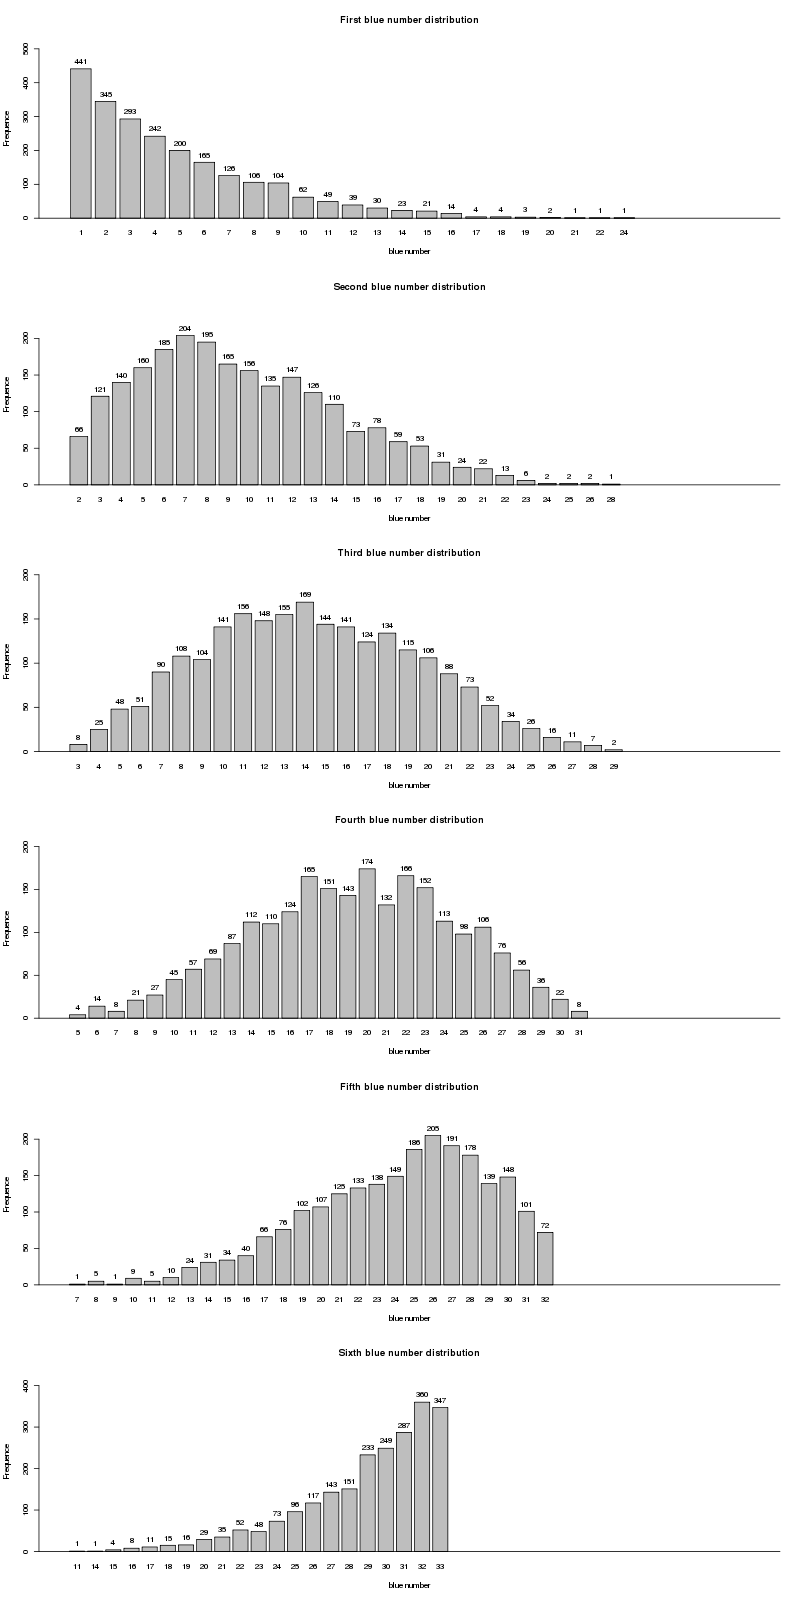 First blue number distribution
Frequence
0 100 200 300 400 500
441 345 293 242 200 165 126 106 104 62 49 39 30 23 21 14 4 4 3 2 1 1 1
1 2 3 4 5 6 7 8 9 10 11 12 13 14 15 16 17 18 19 20 21 22 24
blue number
Second blue number distribution
Frequence
0 50 100 150 200
66 121 140 160 185 204 195 165 156 135 147 126 110 73 78 59 53 31 24 22 13 6 2 2 2 1
2 3 4 5 6 7 8 9 10 11 12 13 14 15 16 17 18 19 20 21 22 23 24 25 26 28
blue number
Third blue number distribution
Frequence
0 50 100 150 200
8 25 48 51 90 108 104 141 156 148 155 169 144 141 124 134 115 106 88 73 52 34 26 16 11 7 2
3 4 5 6 7 8 9 10 11 12 13 14 15 16 17 18 19 20 21 22 23 24 25 26 27 28 29
blue number
Fourth blue number distribution
Frequence
0 50 100 150 200
4 14 8 21 27 45 57 69 87 112 110 124 165 151 143 174 132 166 152 113 98 106 76 56 36 22 8
5 6 7 8 9 10 11 12 13 14 15 16 17 18 19 20 21 22 23 24 25 26 27 28 29 30 31
blue number
Fifth blue number distribution
Frequence
0 50 100 150 200
1 5 1 9 5 10 24 31 34 40 66 76 102 107 125 133 138 149 186 205 191 178 139 148 101 72
7 8 9 10 11 12 13 14 15 16 17 18 19 20 21 22 23 24 25 26 27 28 29 30 31 32
blue number
Sixth blue number distribution
Frequence
0 100 200 300 400
1 1 4 8 11 15 16 29 35 52 48 73 96 117 143 151 233 249 287 360 347
11 14 15 16 17 18 19 20 21 22 23 24 25 26 27 28 29 30 31 32 33
blue number